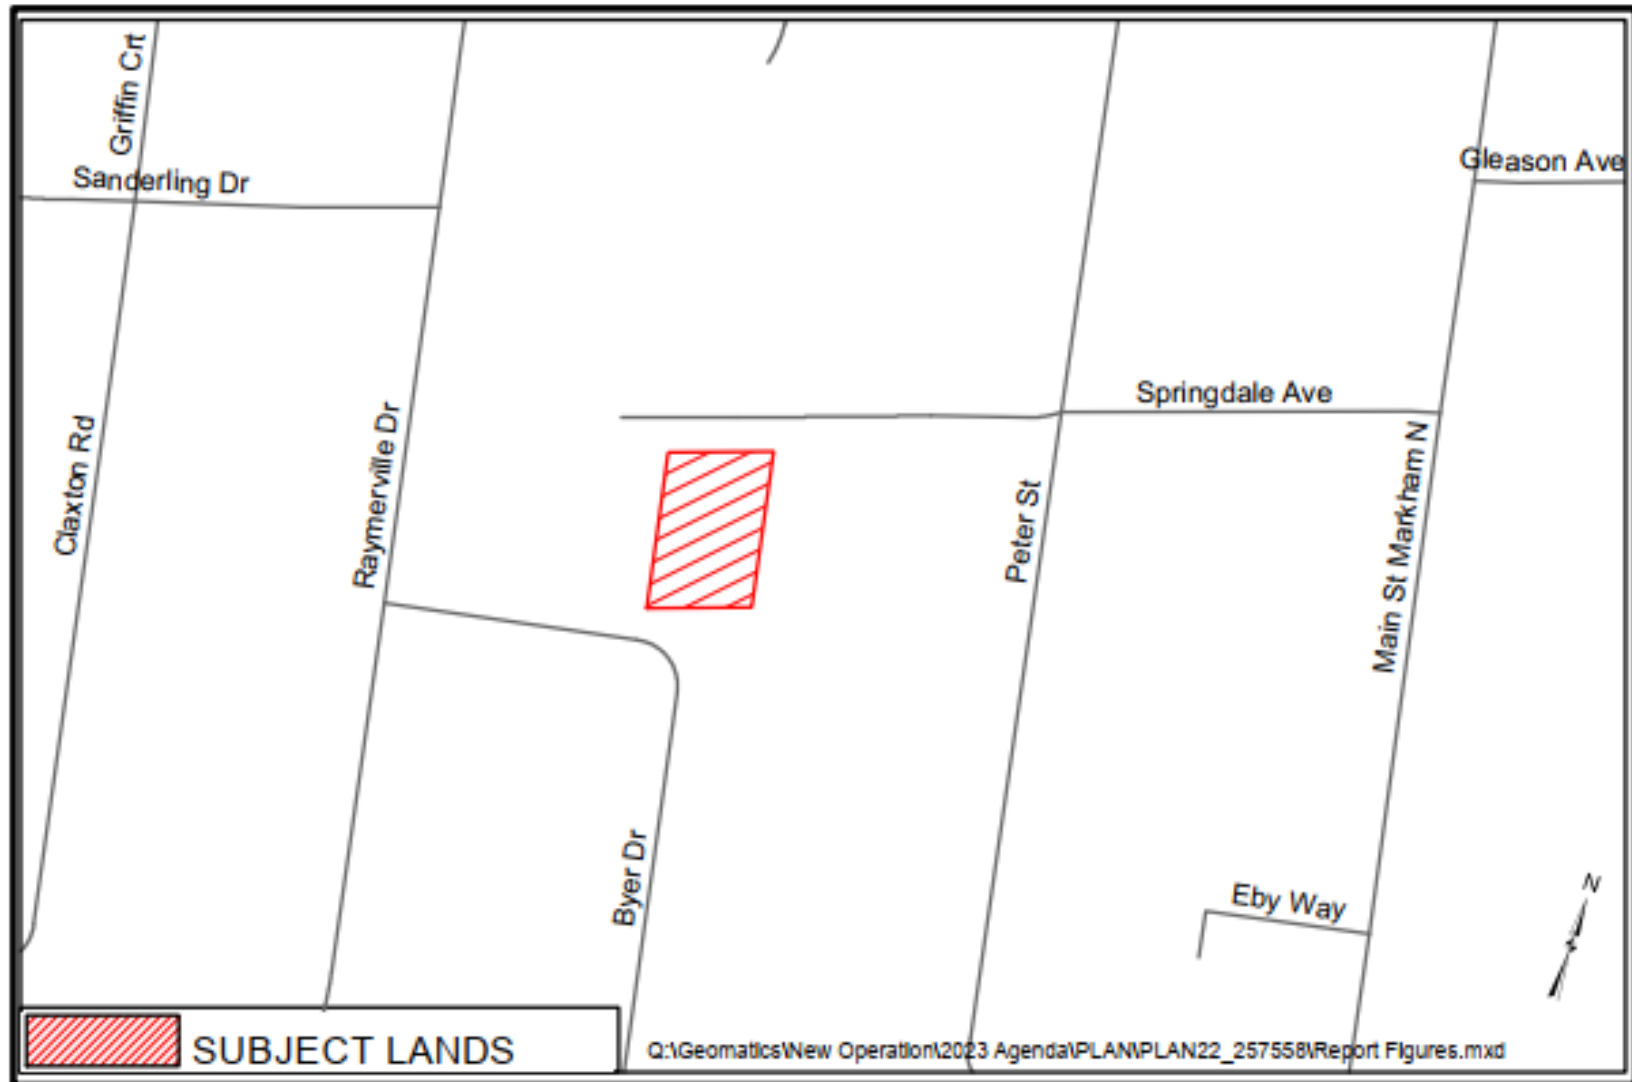 Griffin Crt
Sanderling Dr
Gleason Ave
Springdale Ave
Claxton Rd
Raymerville Dr
Peter St
Main St Markham N
Byer Dr
Eby Way
N
SUBJECT LANDS
Q:\Geomatics\New Operation\2023 Agenda\PLAN\PLAN22_257558\Report Figures.mxd